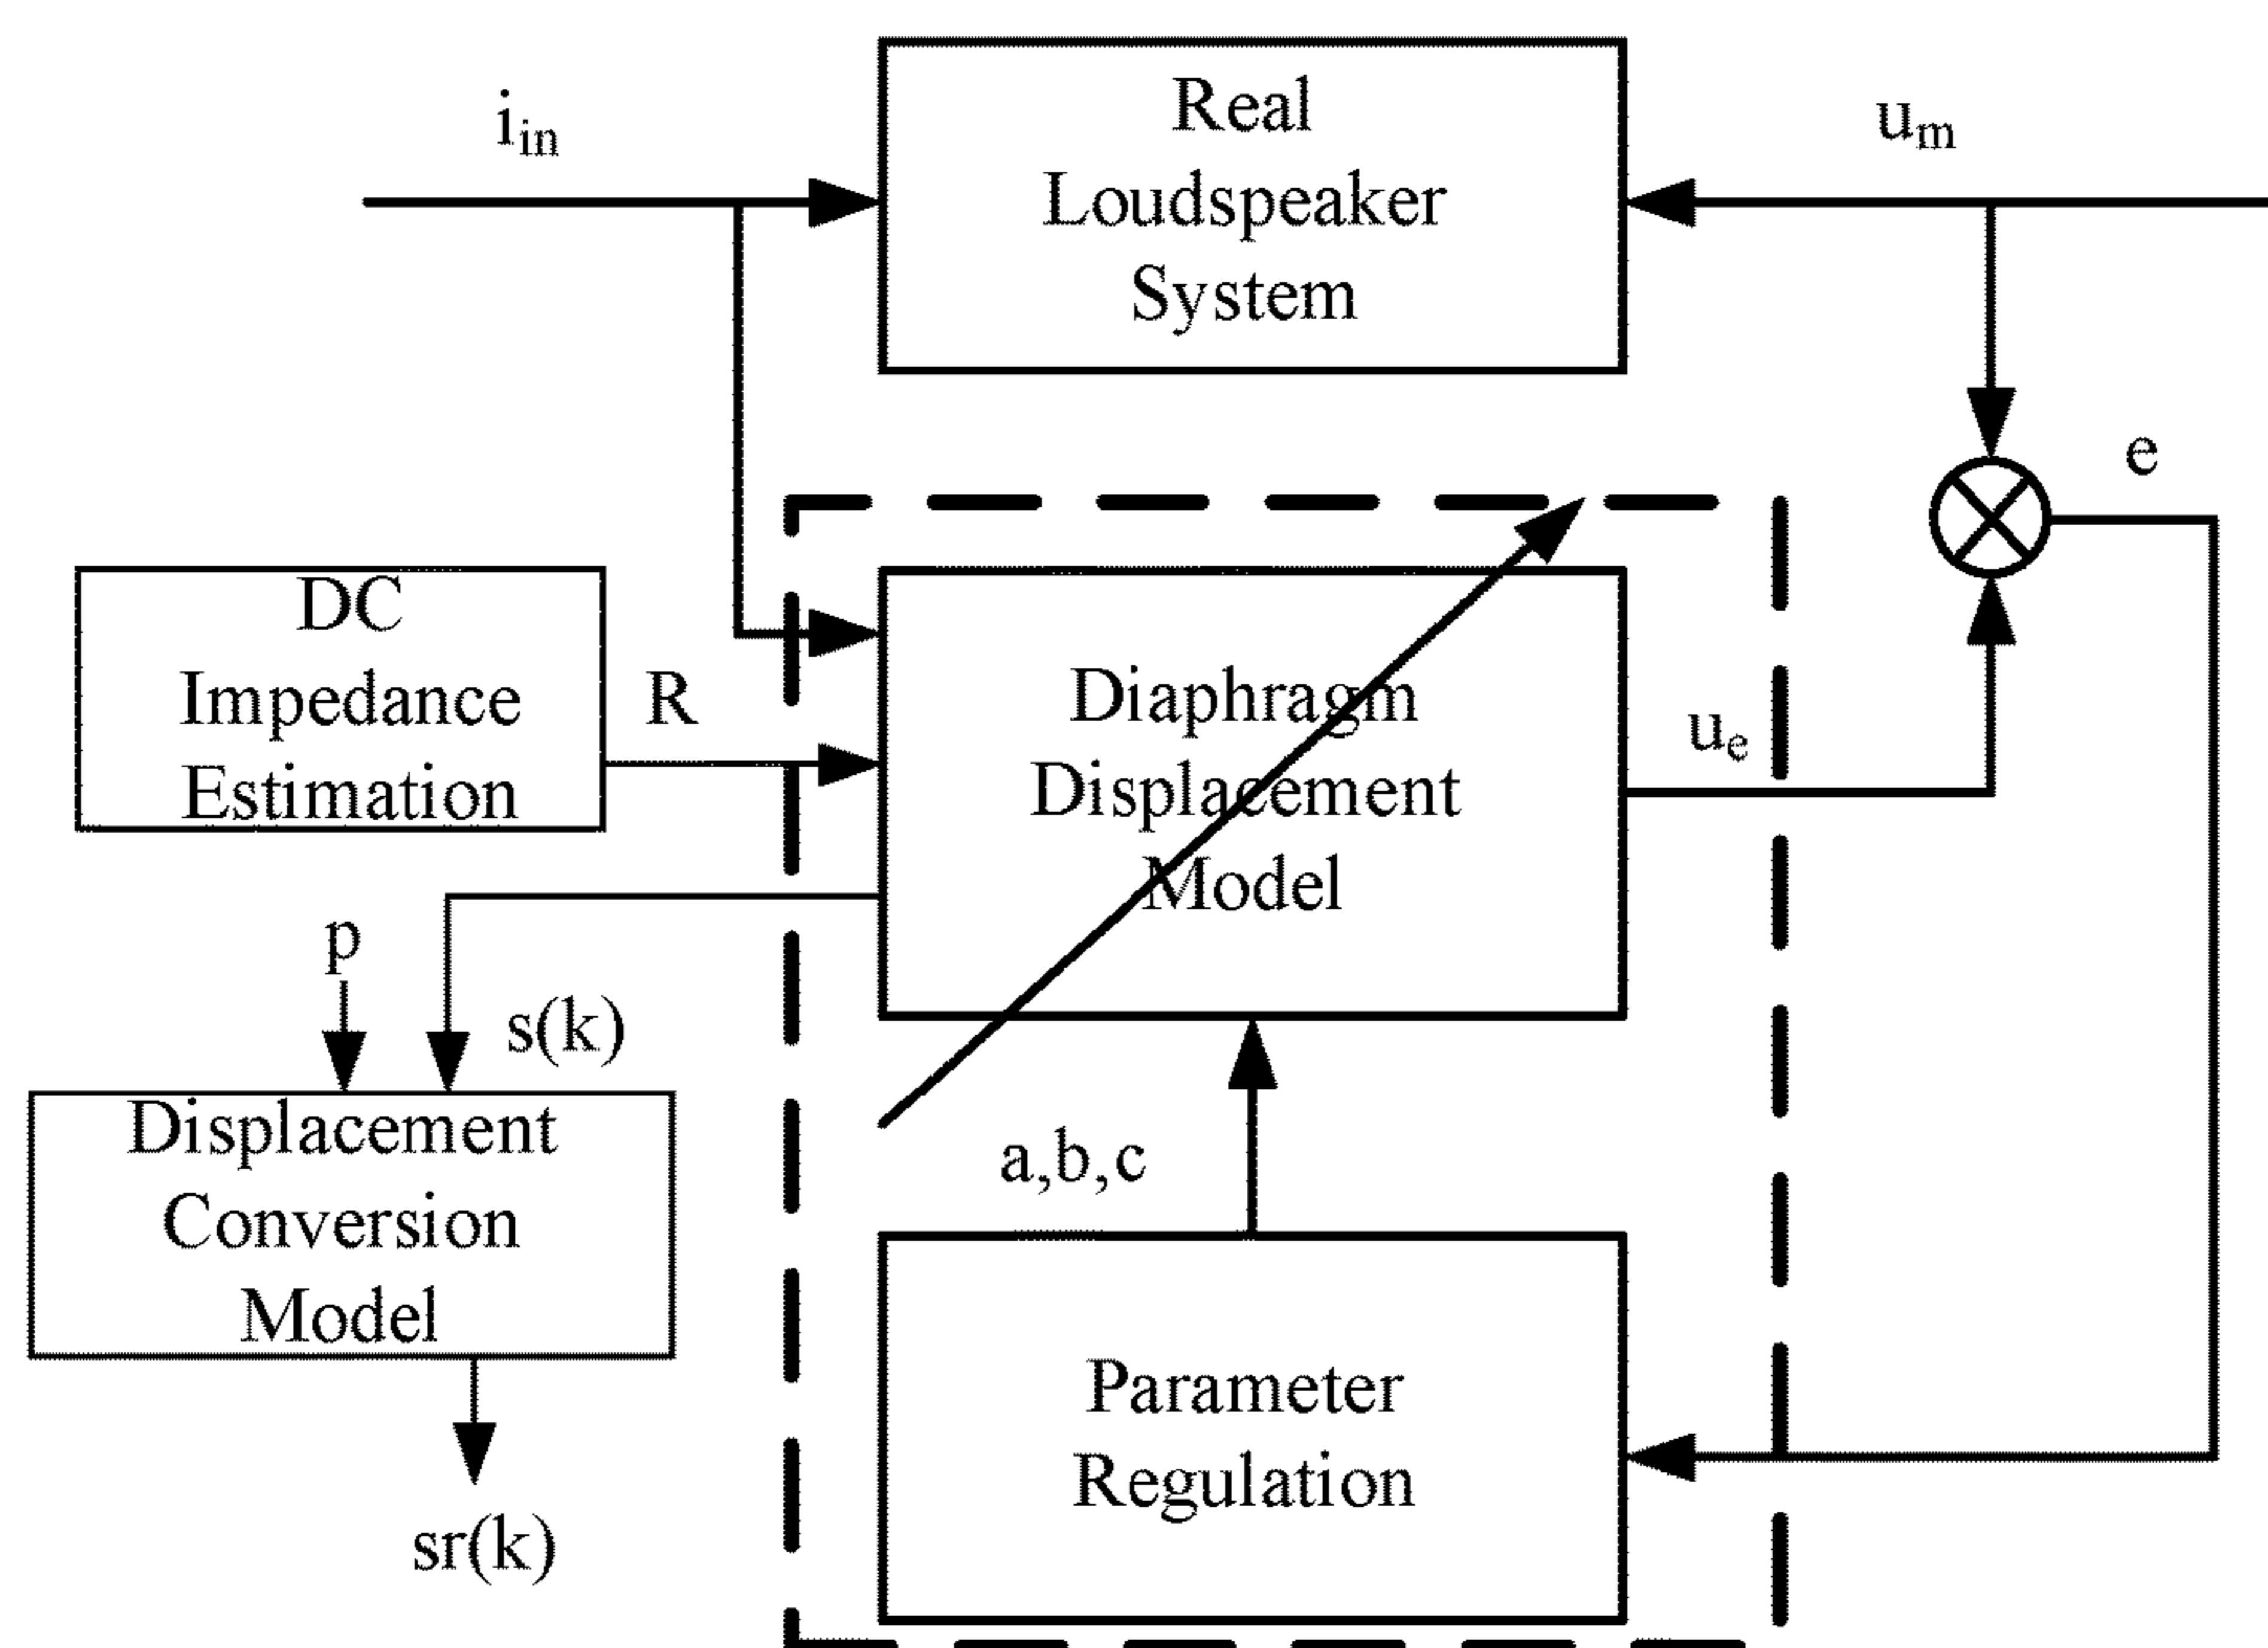 i_in
Real
Loudspeaker
System
u_m
e
DC
Impedance
Estimation
R
Diaphragm
Displacement
Model
u_e
p
s(k)
Displacement
Conversion
Model
a,b,c
Parameter
Regulation
sr(k)